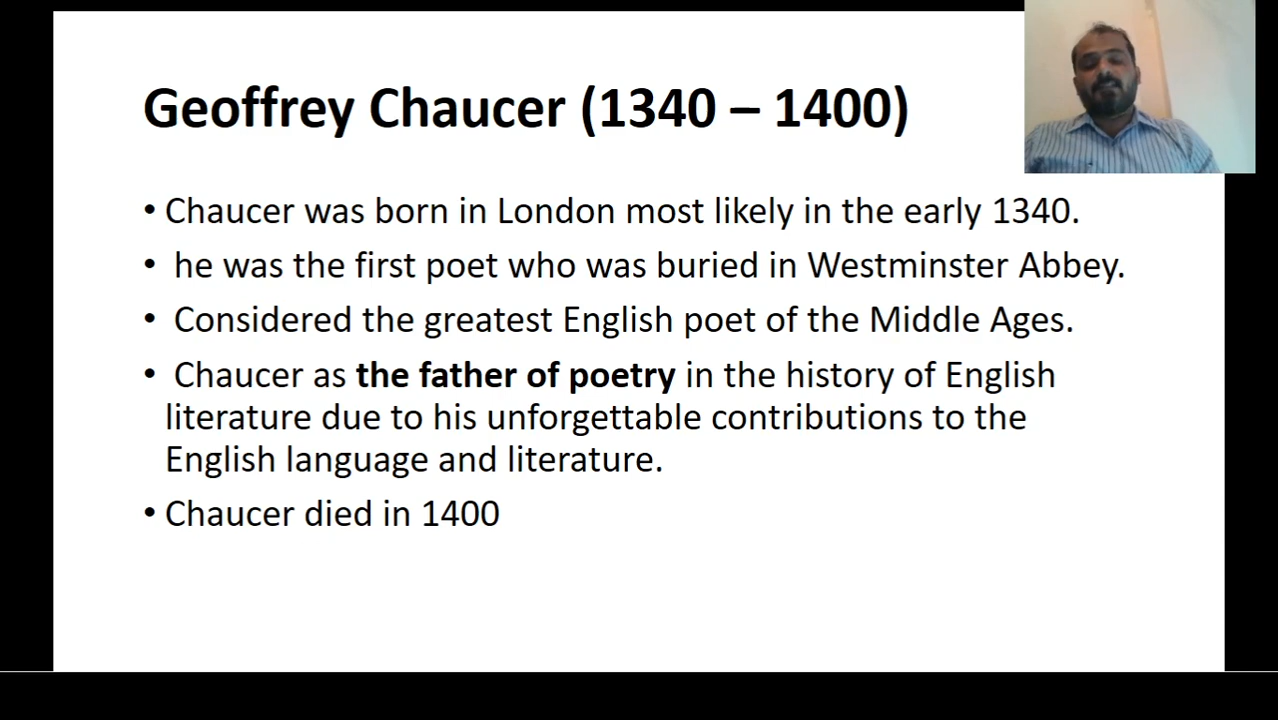 Geoffrey Chaucer (1340 – 1400)
• Chaucer was born in London most likely in the early 1340.
• he was the first poet who was buried in Westminster Abbey.
• Considered the greatest English poet of the Middle Ages.
• Chaucer as the father of poetry in the history of English
literature due to his unforgettable contributions to the
English language and literature.
• Chaucer died in 1400